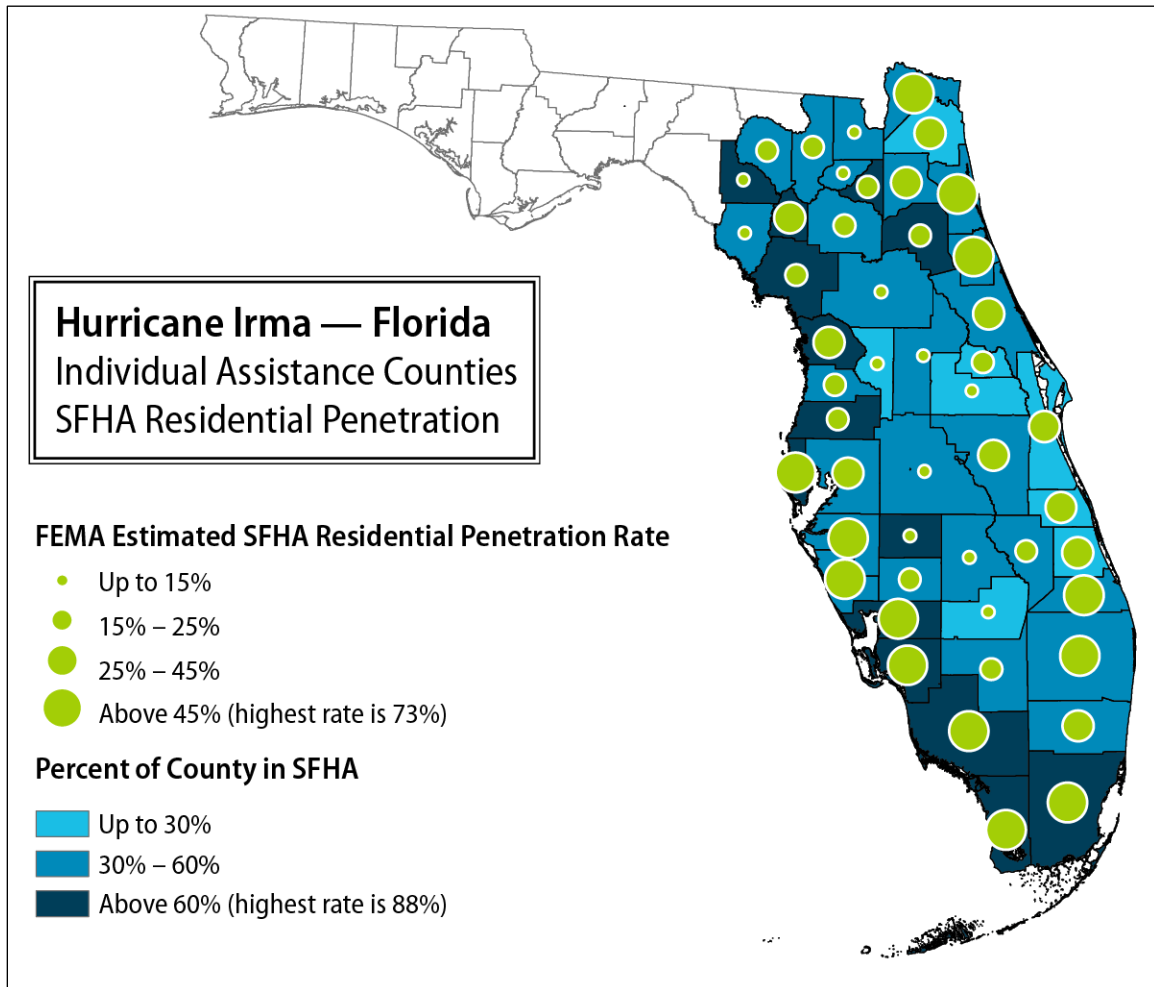 Hurricane Irma — Florida
Individual Assistance Counties
SFHA Residential Penetration
FEMA Estimated SFHA Residential Penetration Rate
Up to 15%
15% – 25%
25% – 45%
Above 45% (highest rate is 73%)
Percent of County in SFHA
Up to 30%
30% – 60%
Above 60% (highest rate is 88%)